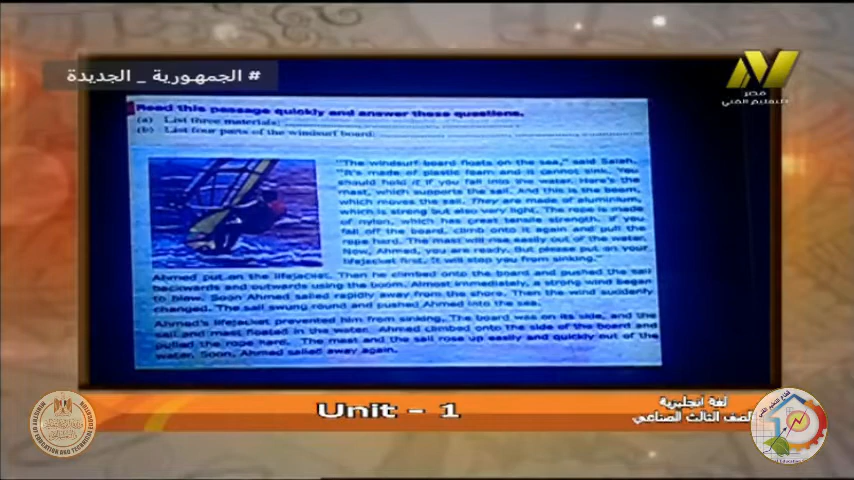 # الجمهورية _ الجديدة
مصر
للتعليم الفني
Read this passage quickly and answer these questions.
(a) List three materials:
(b) List four parts of the windsurf board:
"The windsurf board floats on the sea," said Salah.
"It's made of plastic foam and is cannot sink. You
should hold it if you fall into the water. Here's the
mast, which supports the sail. And this is the boom,
which moves the sail. They are made of aluminium,
which is strong but also very light. The rope is made
of nylon, which has great tensile strength. If you
fall off the board, climb onto it again and pull the
rope hard. The mast will rise easily out of the water.
Now, Ahmed, you are ready. But please put on your
lifejacket first. It will stop you from sinking."
Ahmed put on the lifejacket. Then he climbed onto the board and pushed the sail
backwards and outwards using the boom. Almost immediately, a strong wind began
to blow. Soon Ahmed sailed rapidly away from the shore. Then the wind suddenly
changed. The sail swung round and pushed Ahmed into the sea.
Ahmed's lifejacket prevented him from sinking. The board was on its side, and the
sail and mast floated in the water. Ahmed climbed onto the side of the board and
pulled the rope hard. The mast and the sail rose up easily and quickly out of the
water. Soon, Ahmed sailed away again.
Unit - 1
لغة انجليزية
الصف الثالث الصناعي
MINISTRY OF EDUCATION AND TECHNICAL EDUCATION